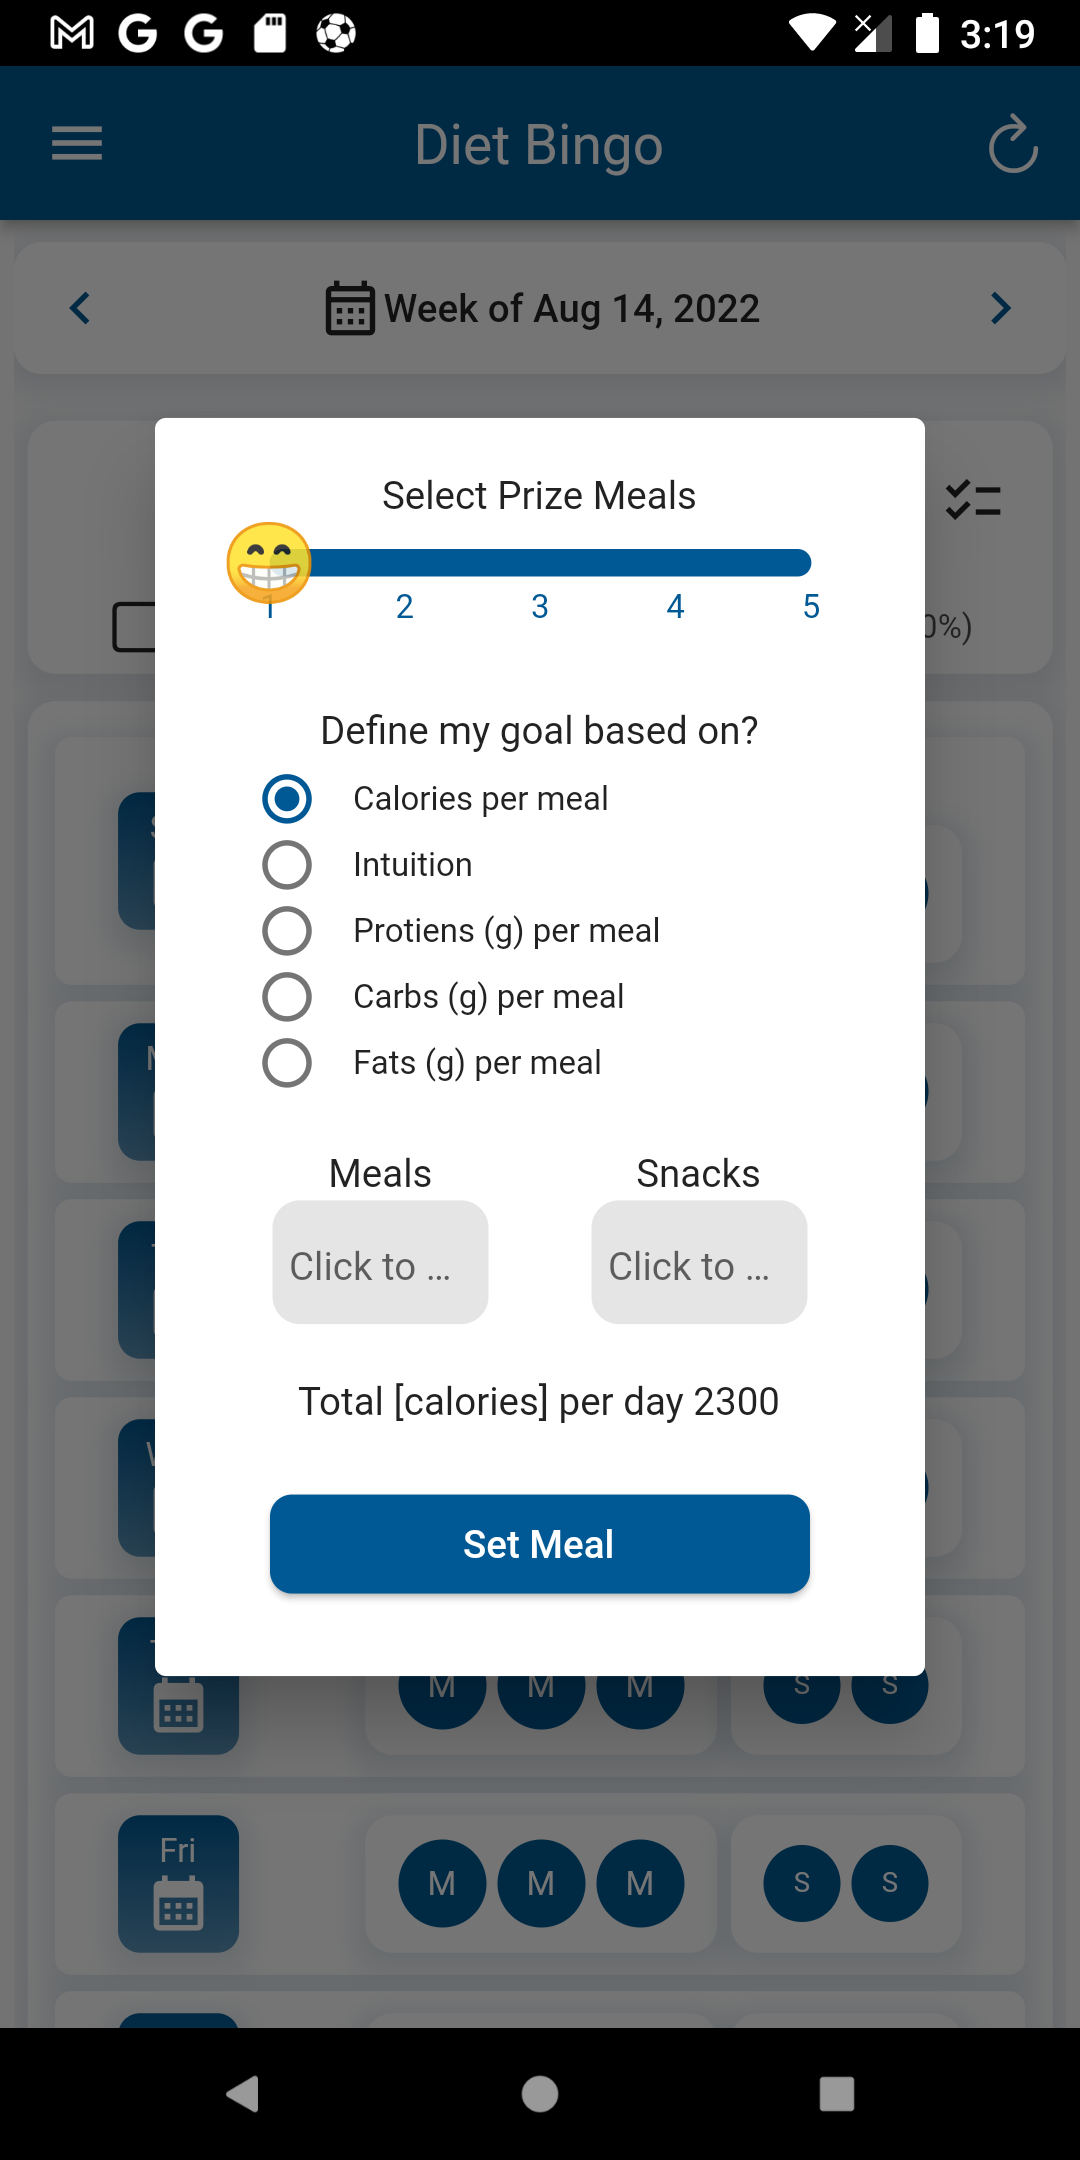 3:19
Diet Bingo
Week of Aug 14, 2022
Select Prize Meals
1 2 3 4 5
0%)
Define my goal based on?
Calories per meal
Intuition
Protiens (g) per meal
Carbs (g) per meal
Fats (g) per meal
Meals Snacks
Click to ... Click to ...
Total [calories] per day 2300
Set Meal
M M M S S
Fri
M M M S S